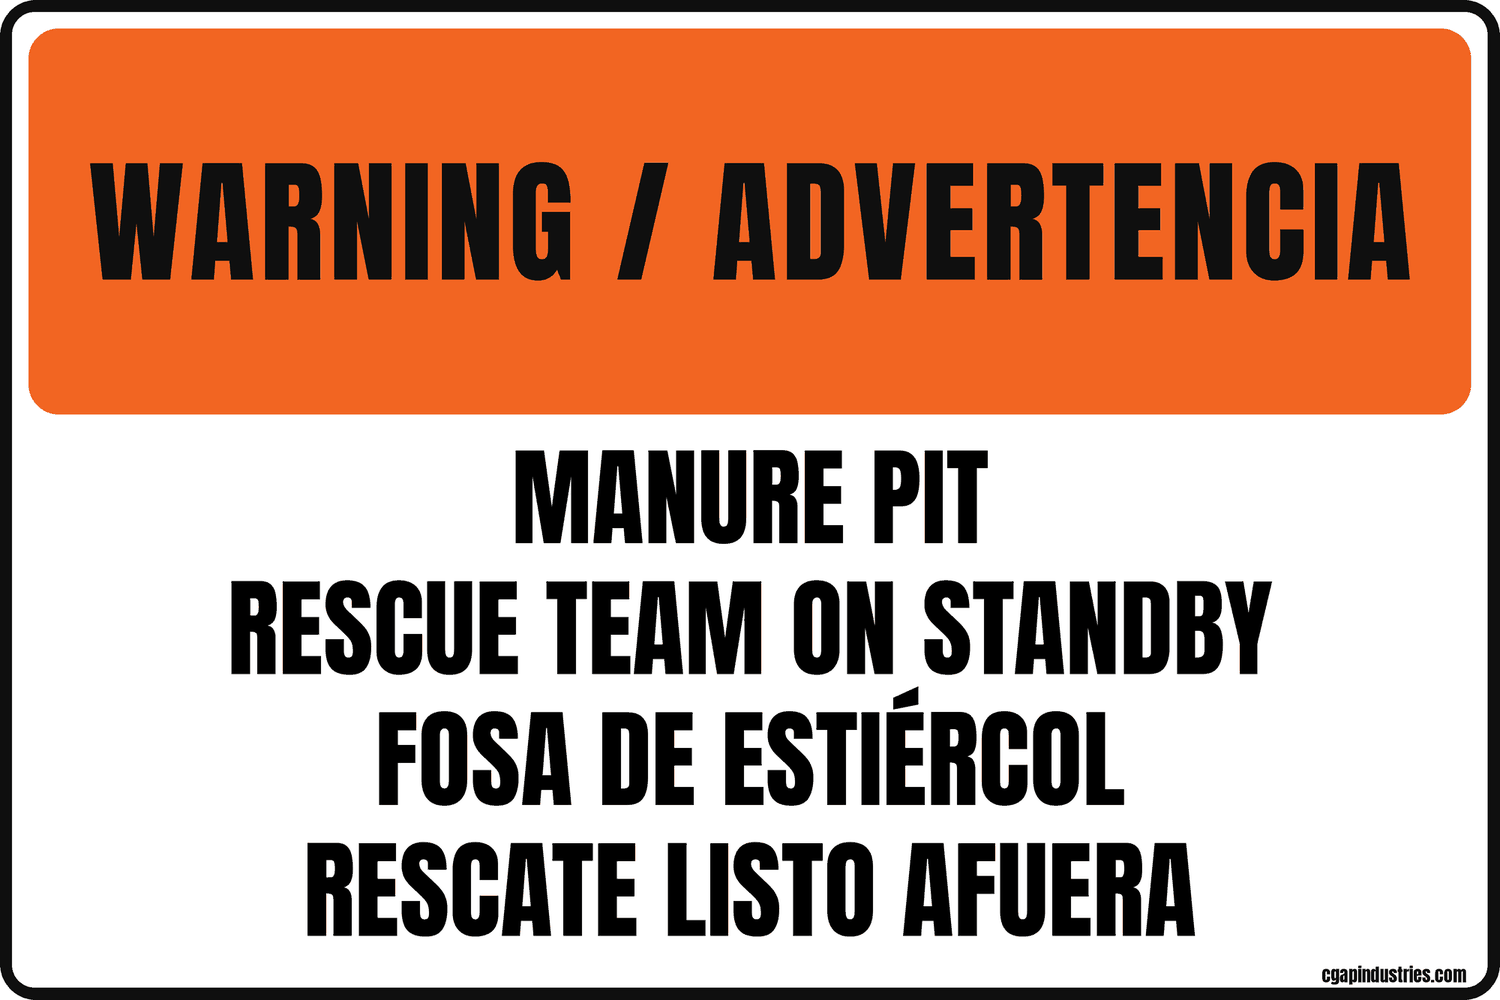 WARNING / ADVERTENCIA
MANURE PIT
RESCUE TEAM ON STANDBY
FOSA DE ESTIÉRCOL
RESCATE LISTO AFUERA
cgapindustries.com